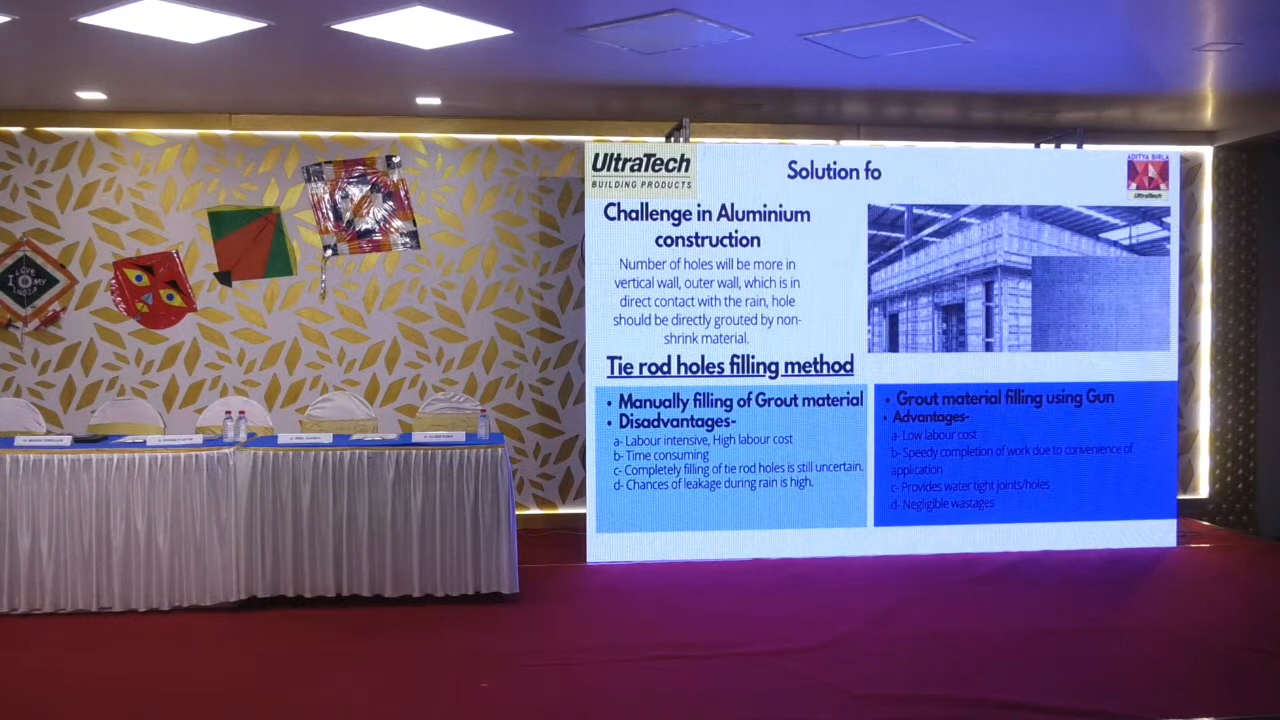 UltraTech
BUILDING PRODUCTS
Solution fo
ADITYA BIRLA
UltraTech
Challenge in Aluminium
construction
Number of holes will be more in
vertical wall, outer wall, which is in
direct contact with the rain, hole
should be directly grouted by non-
shrink material.
Tie rod holes filling method
• Manually filling of Grout material
• Disadvantages-
a- Labour intensive, High labour cost
b- Time consuming
c- Completely filling of tie rod holes is still uncertain.
d- Chances of leakage during rain is high.
• Grout material filling using Gun
• Advantages-
a- Low labour cost
b- Speedy completion of work due to convenience of
application
c- Provides water tight joints/holes
d- Negligible wastages
I LOVE
MY
INDIA